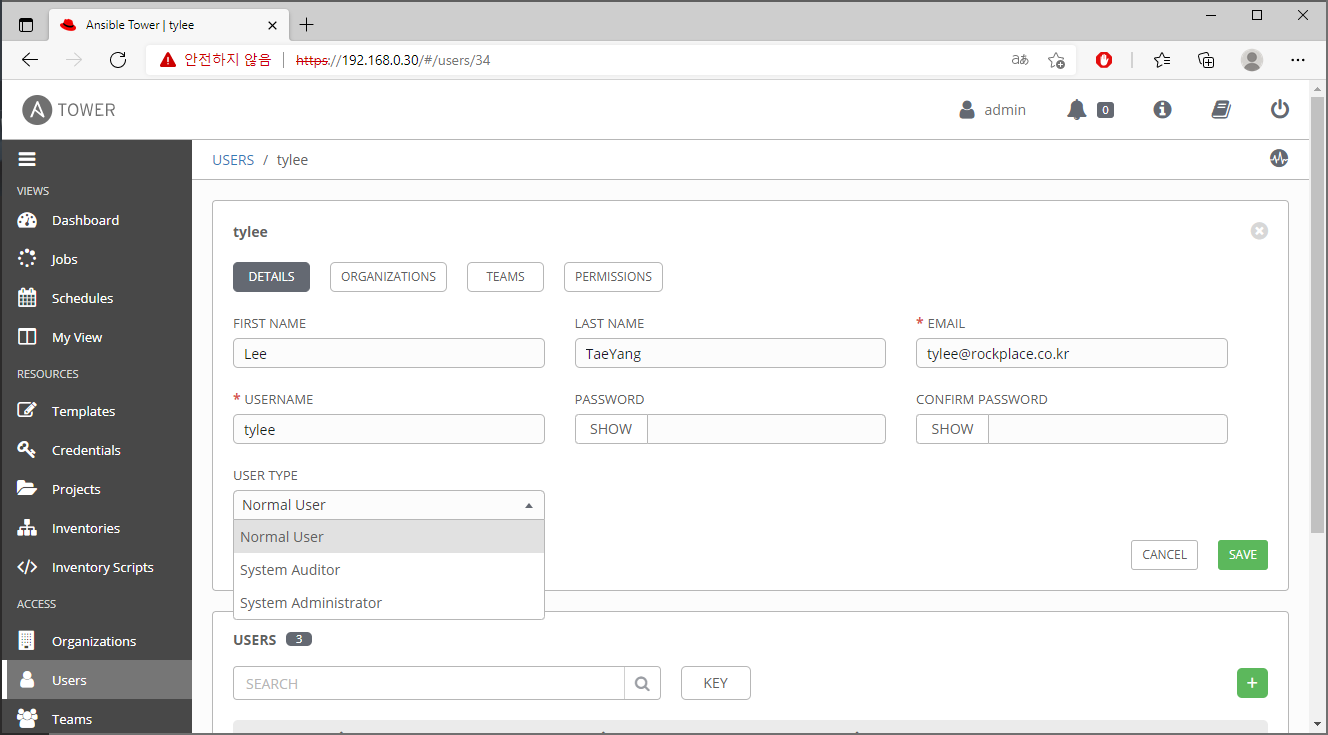 Ansible Tower | tylee
안전하지 않음 https://192.168.0.30/#/users/34 aあ
TOWER admin 0
USERS / tylee
VIEWS
Dashboard
Jobs
Schedules
My View
RESOURCES
Templates
Credentials
Projects
Inventories
Inventory Scripts
ACCESS
Organizations
Users
Teams
tylee
DETAILS ORGANIZATIONS TEAMS PERMISSIONS
FIRST NAME LAST NAME * EMAIL
Lee TaeYang tylee@rockplace.co.kr
* USERNAME PASSWORD CONFIRM PASSWORD
tylee SHOW SHOW
USER TYPE
Normal User
Normal User
System Auditor
System Administrator
CANCEL SAVE
USERS 3
SEARCH KEY +